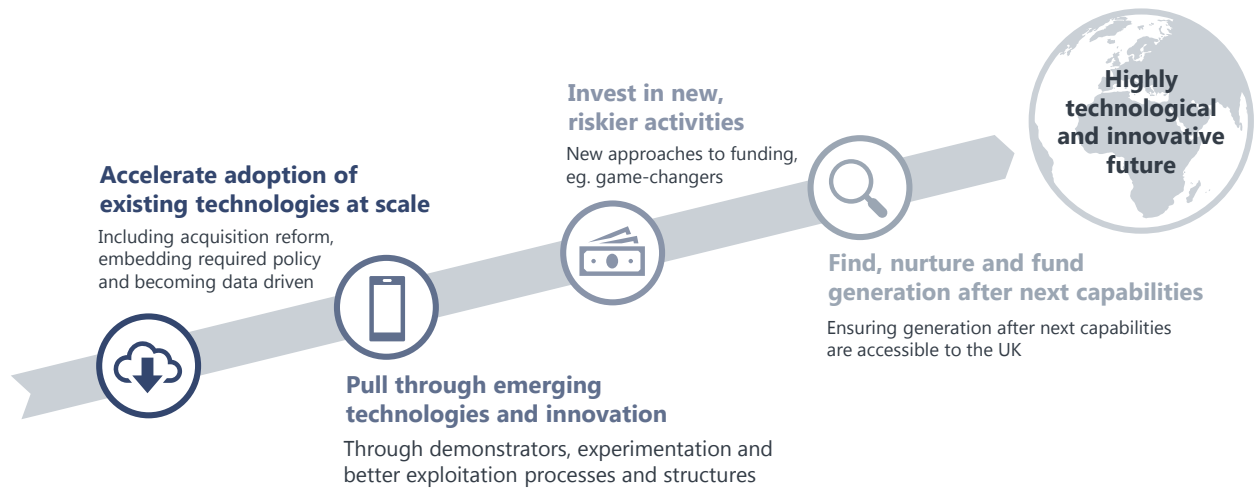 Accelerate adoption of
existing technologies at scale
Including acquisition reform,
embedding required policy
and becoming data driven
Pull through emerging
technologies and innovation
Through demonstrators, experimentation and
better exploitation processes and structures
Invest in new,
riskier activities
New approaches to funding,
eg. game-changers
Find, nurture and fund
generation after next capabilities
Ensuring generation after next capabilities
are accessible to the UK
Highly
technological
and innovative
future